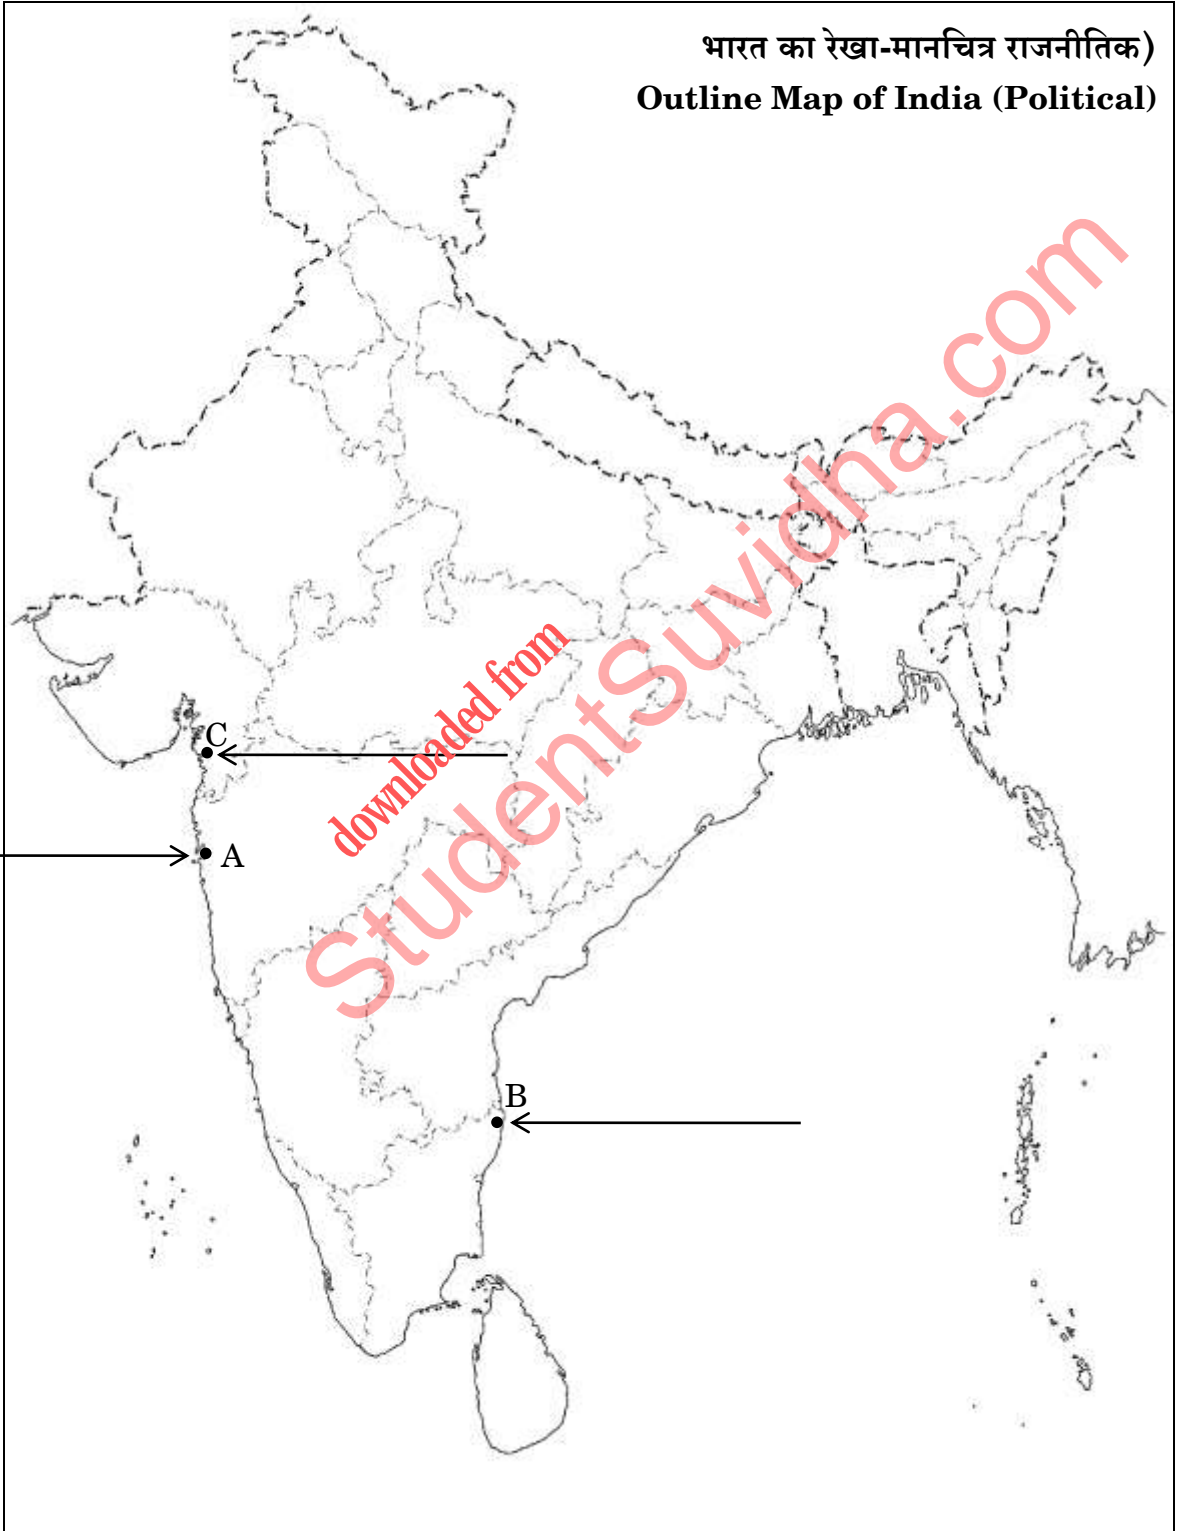 भारत का रेखा-मानचित्र राजनीतिक)
Outline Map of India (Political)
downloaded from
StudentSuvidha.com
C
A
B